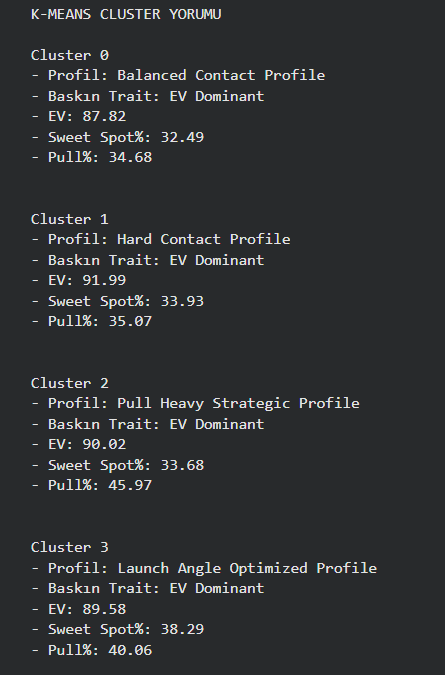 K-MEANS CLUSTER YORUMU
Cluster 0
- Profil: Balanced Contact Profile
- Baskın Trait: EV Dominant
- EV: 87.82
- Sweet Spot%: 32.49
- Pull%: 34.68
Cluster 1
- Profil: Hard Contact Profile
- Baskın Trait: EV Dominant
- EV: 91.99
- Sweet Spot%: 33.93
- Pull%: 35.07
Cluster 2
- Profil: Pull Heavy Strategic Profile
- Baskın Trait: EV Dominant
- EV: 90.02
- Sweet Spot%: 33.68
- Pull%: 45.97
Cluster 3
- Profil: Launch Angle Optimized Profile
- Baskın Trait: EV Dominant
- EV: 89.58
- Sweet Spot%: 38.29
- Pull%: 40.06